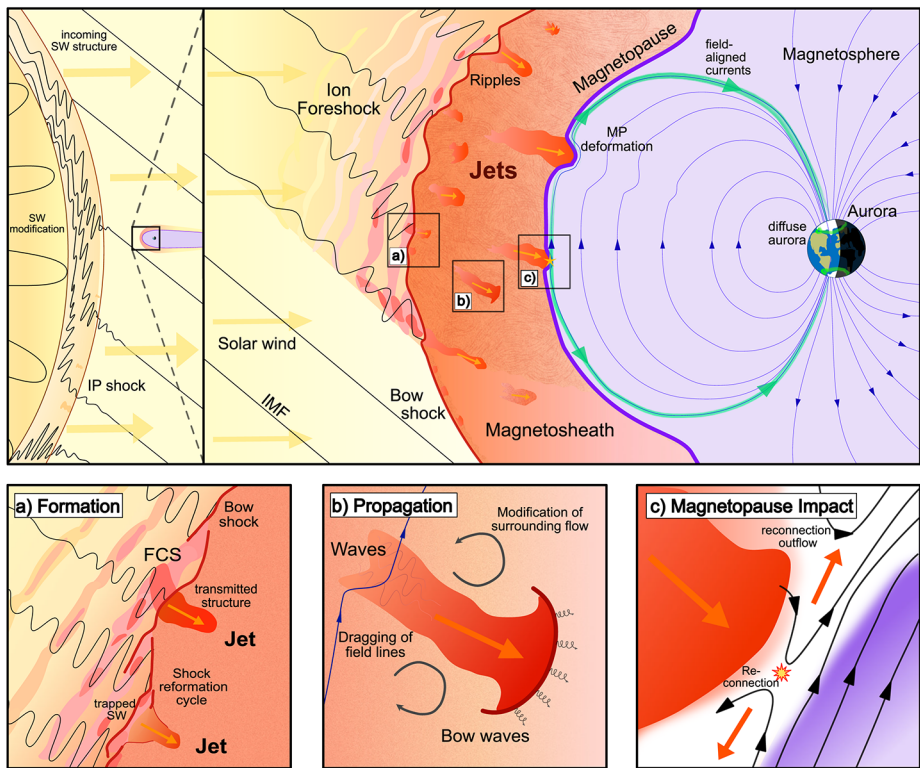 incoming
SW structure
SW
modification
IP shock
Ion
Foreshock
Ripples
Magnetopause
field-
aligned
currents
Magnetosphere
MP
deformation
Jets
diffuse
aurora
Aurora
a)
b)
c)
Solar wind
IMF
Bow
shock
Magnetosheath
a) Formation
Bow
shock
FCS
transmitted
structure
Jet
Shock
reformation
cycle
trapped
SW
Jet
b) Propagation
Modification of
surrounding flow
Waves
Dragging of
field lines
Bow waves
c) Magnetopause Impact
reconnection
outflow
Re-
connection